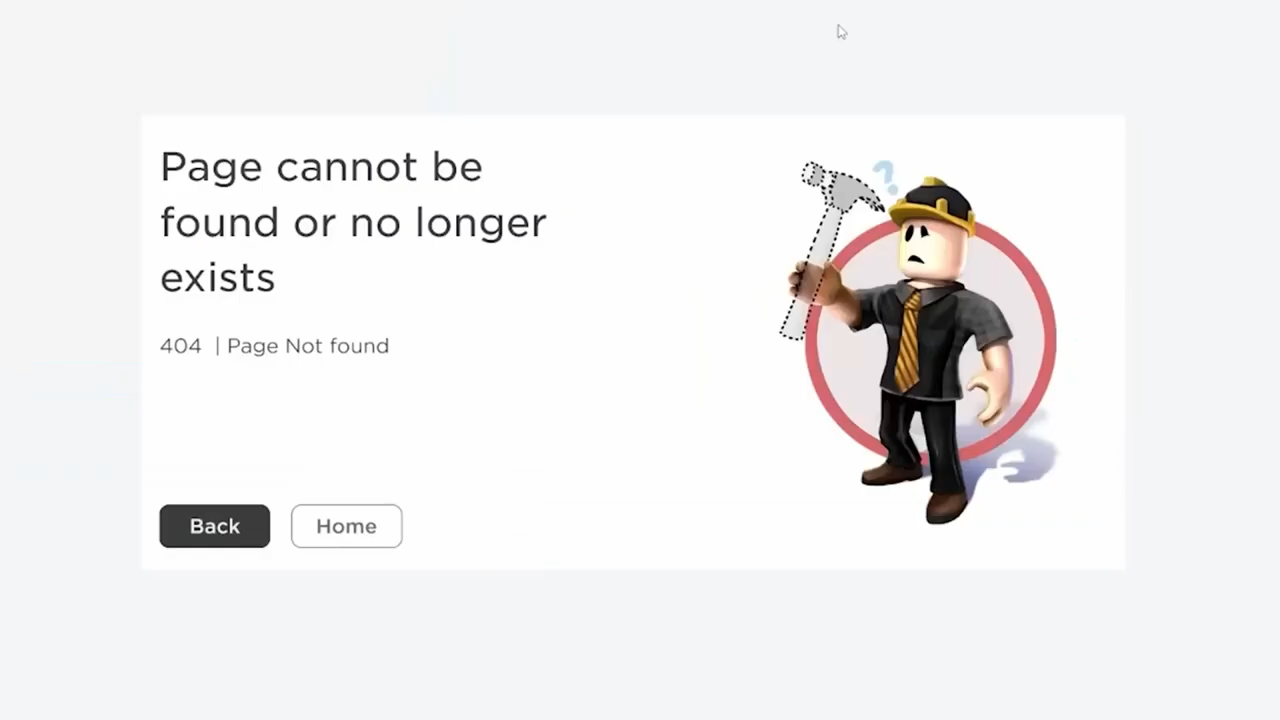 Page cannot be
found or no longer
exists
404 | Page Not found
Back
Home